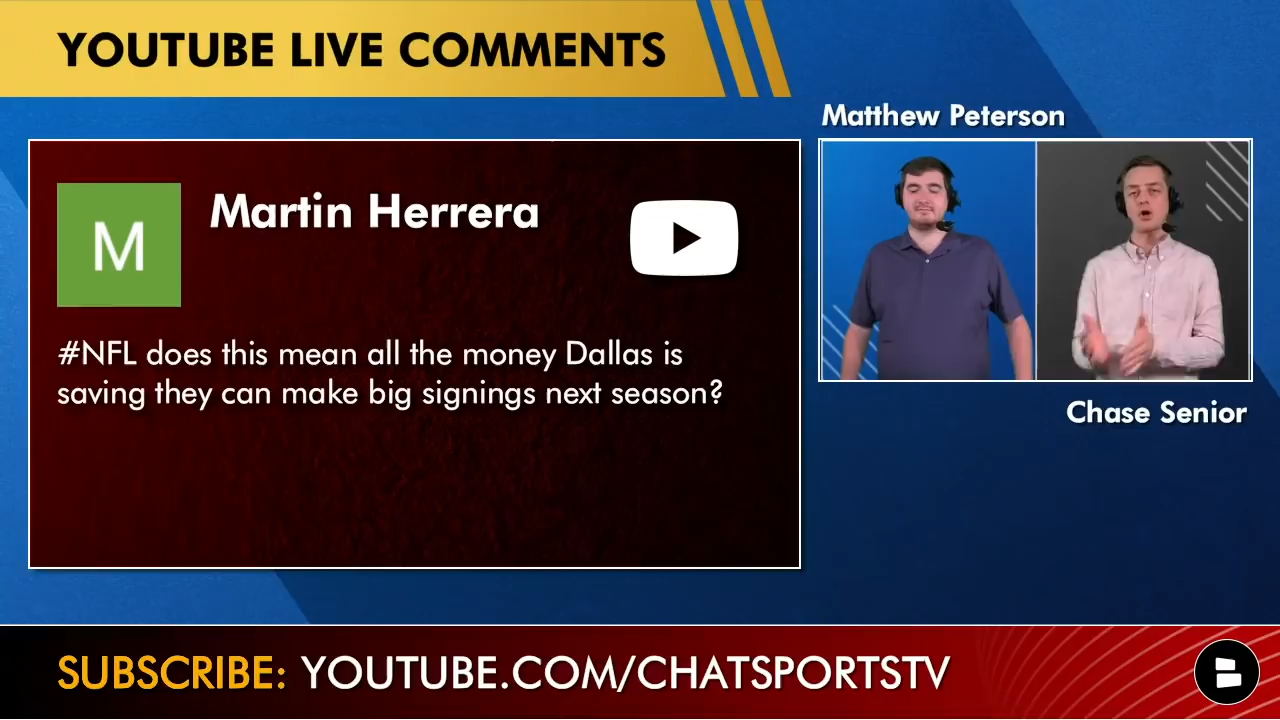 YOUTUBE LIVE COMMENTS
Matthew Peterson
M
Martin Herrera
#NFL does this mean all the money Dallas is
saving they can make big signings next season?
Chase Senior
SUBSCRIBE: YOUTUBE.COM/CHATSPORTSTV